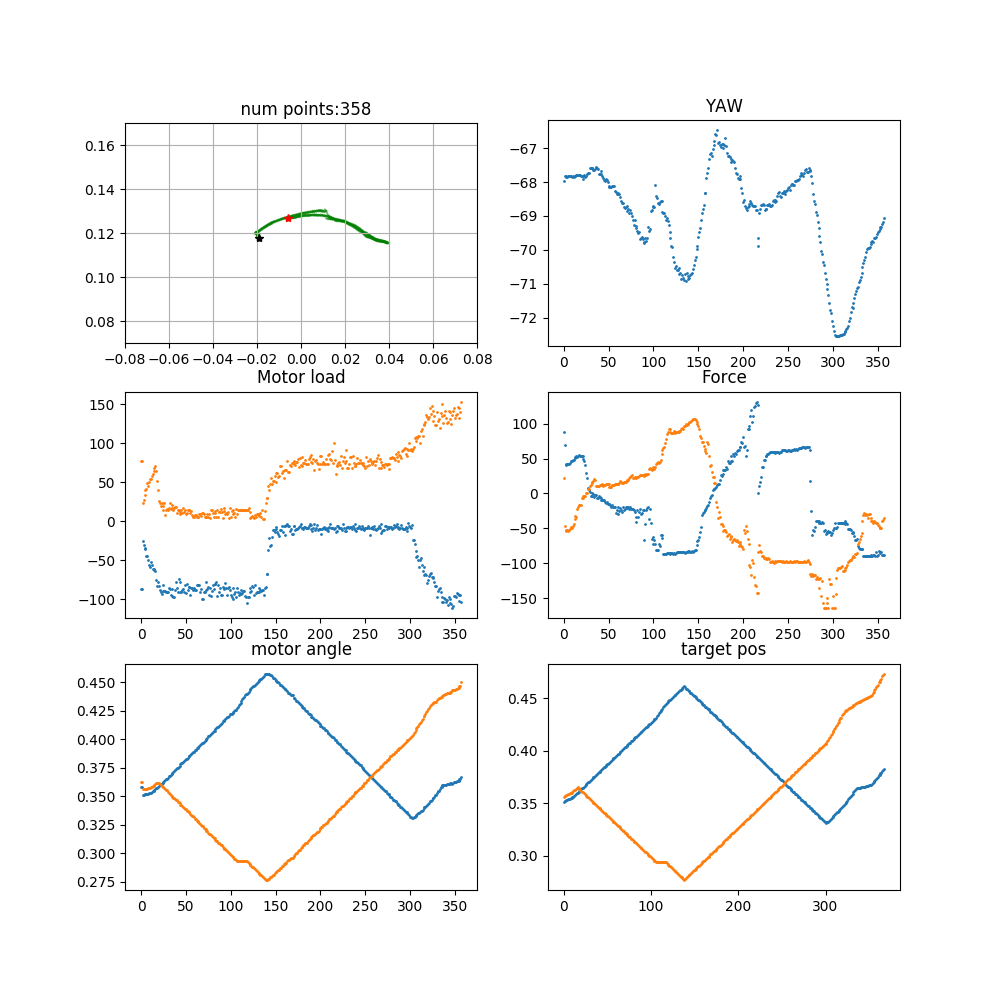 num points:358
YAW
0.16
0.14
0.12
0.10
0.08
−0.08 −0.06 −0.04 −0.02 0.00 0.02 0.04 0.06 0.08
−67
−68
−69
−70
−71
−72
0 50 100 150 200 250 300 350
Motor load
Force
150
100
50
0
−50
−100
0 50 100 150 200 250 300 350
100
50
0
−50
−100
−150
0 50 100 150 200 250 300 350
motor angle
target pos
0.450
0.425
0.400
0.375
0.350
0.325
0.300
0.275
0 50 100 150 200 250 300 350
0.45
0.40
0.35
0.30
0 100 200 300